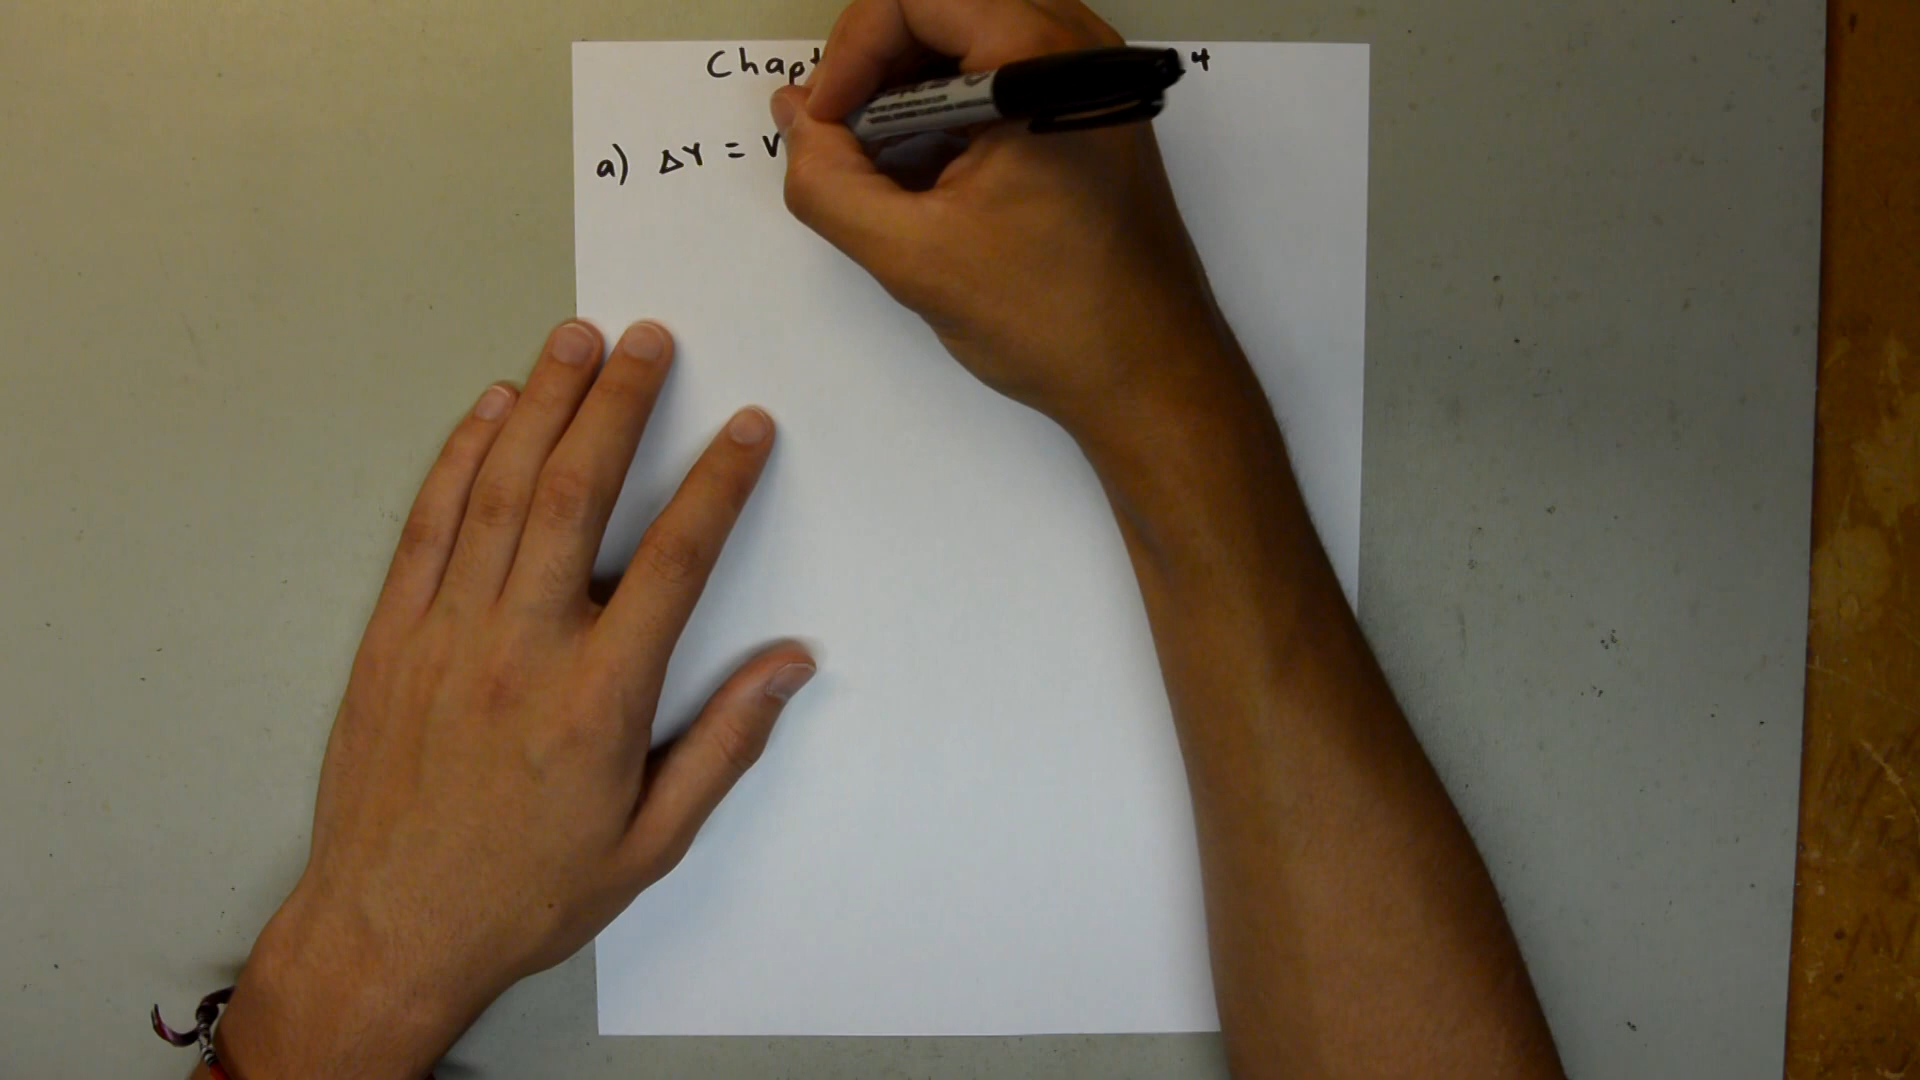 Chapt 4
a) ΔY = V